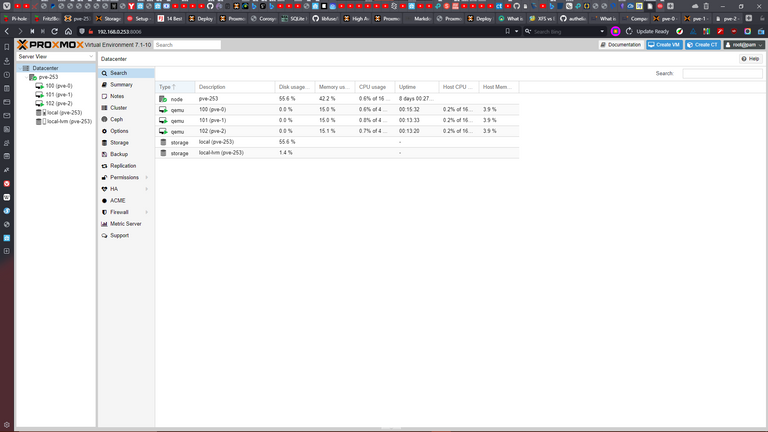 Pi-hole
FritzBo
pve-25
Storage
Setup
14 Best
Deploy
Proxmo
Deploy
Coronγ
SQLite
High A
Proxm
Markdo
Proxm
Deploy
What is
XFS vs
authenti
What is
Compar
pve-0
pve-1
pve-2
192.168.0.253:8006
Search Bing
Update Ready
PROXMOX Virtual Environment 7.1-10
Search
Documentation
Create VM
Create CT
root@pam
Server View
Datacenter
Help
Datacenter
pve-253
100 (pve-0)
101 (pve-1)
102 (pve-2)
local (pve-253)
local-lvm (pve-253)
Search
Summary
Notes
Cluster
Ceph
Options
Storage
Backup
Replication
Permissions
HA
ACME
Firewall
Metric Server
Support
Search:
Type Description Disk usage... Memory us... CPU usage Uptime Host CPU ... Host Mem...
node pve-253 55.6 % 42.2 % 0.6% of 16... 8 days 00:27...
qemu 100 (pve-0) 0.0 % 15.0 % 0.6% of 4 ... 00:15:32 0.2% of 16... 3.9 %
qemu 101 (pve-1) 0.0 % 15.0 % 0.8% of 4 ... 00:13:33 0.2% of 16... 3.9 %
qemu 102 (pve-2) 0.0 % 15.1 % 0.7% of 4 ... 00:13:20 0.2% of 16... 3.9 %
storage local (pve-253) 55.6 % -
storage local-lvm (pve-253) 1.4 % -